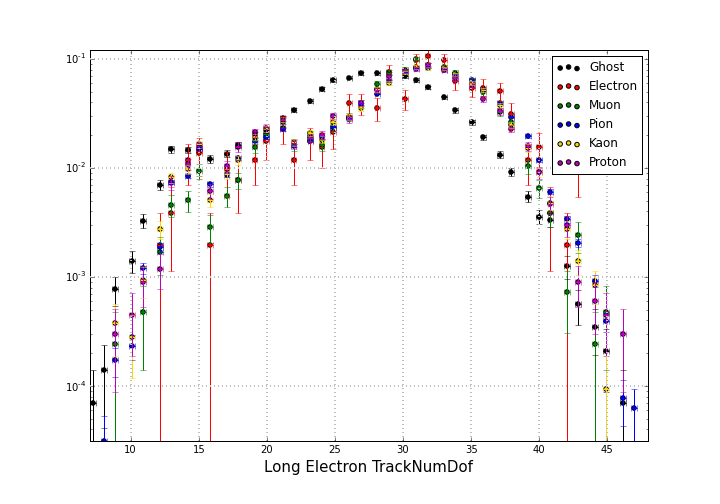 10⁻¹
10⁻²
10⁻³
10⁻⁴
Ghost
Electron
Muon
Pion
Kaon
Proton
10 15 20 25 30 35 40 45
Long Electron TrackNumDof